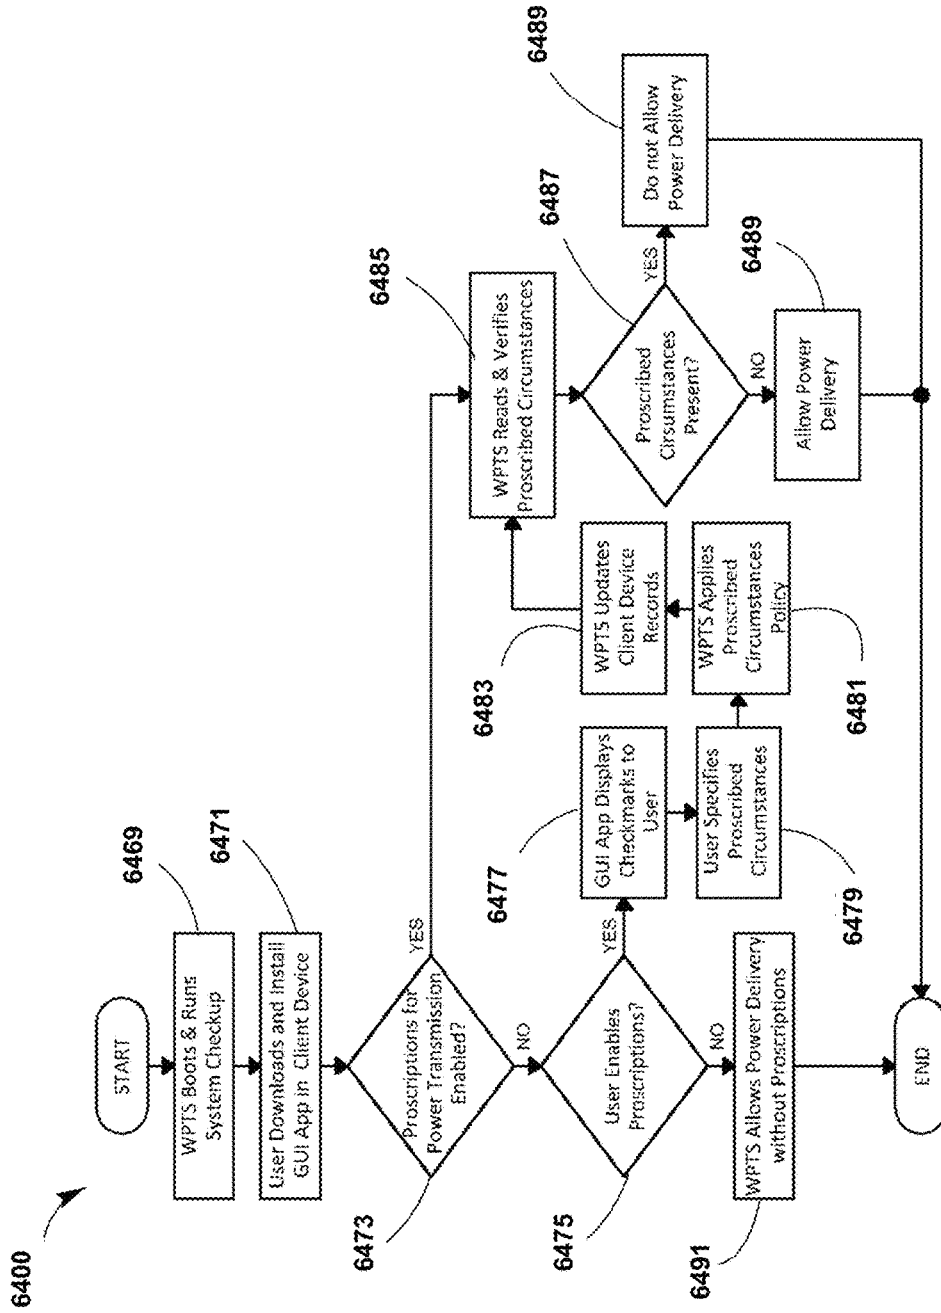 6400
START
WPTS Boots & Runs
System Checkup
6469
User Downloads and Install
GUI App in Client Device
6471
Proscriptions for
Power Transmission
Enabled?
6473
YES
NO
User Enables
Proscriptions?
6475
YES
NO
WPTS Allows Power Delivery
without Proscriptions
6491
GUI App Displays
Checkmarks to
User
6477
User Specifies
Proscribed
Circumstances
6479
WPTS Applies
Proscribed
Circumstances
Policy
6481
WPTS Updates
Client Device
Records
6483
WPTS Reads & Verifies
Proscribed Circumstances
6485
Proscribed
Cirsumstances
Present?
6487
YES
NO
Do not Allow
Power Delivery
6489
Allow Power
Delivery
6489
END